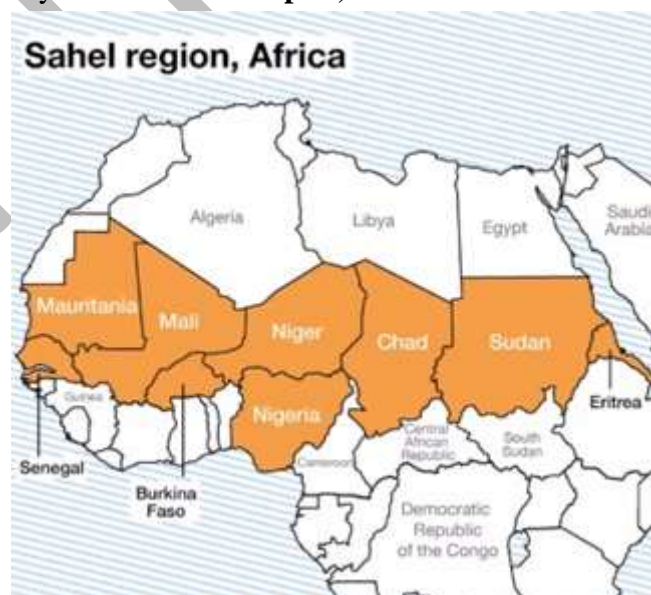 Sahel region, Africa
Algeria
Libya
Egypt
Saudi
Arabia
Mauntania
Mali
Niger
Chad
Sudan
Eritrea
Guinea
Nigeria
Senegal
Burkina
Faso
Cameroon
Central
African
Republic
South
Sudan
Democratic
Republic
of the Congo